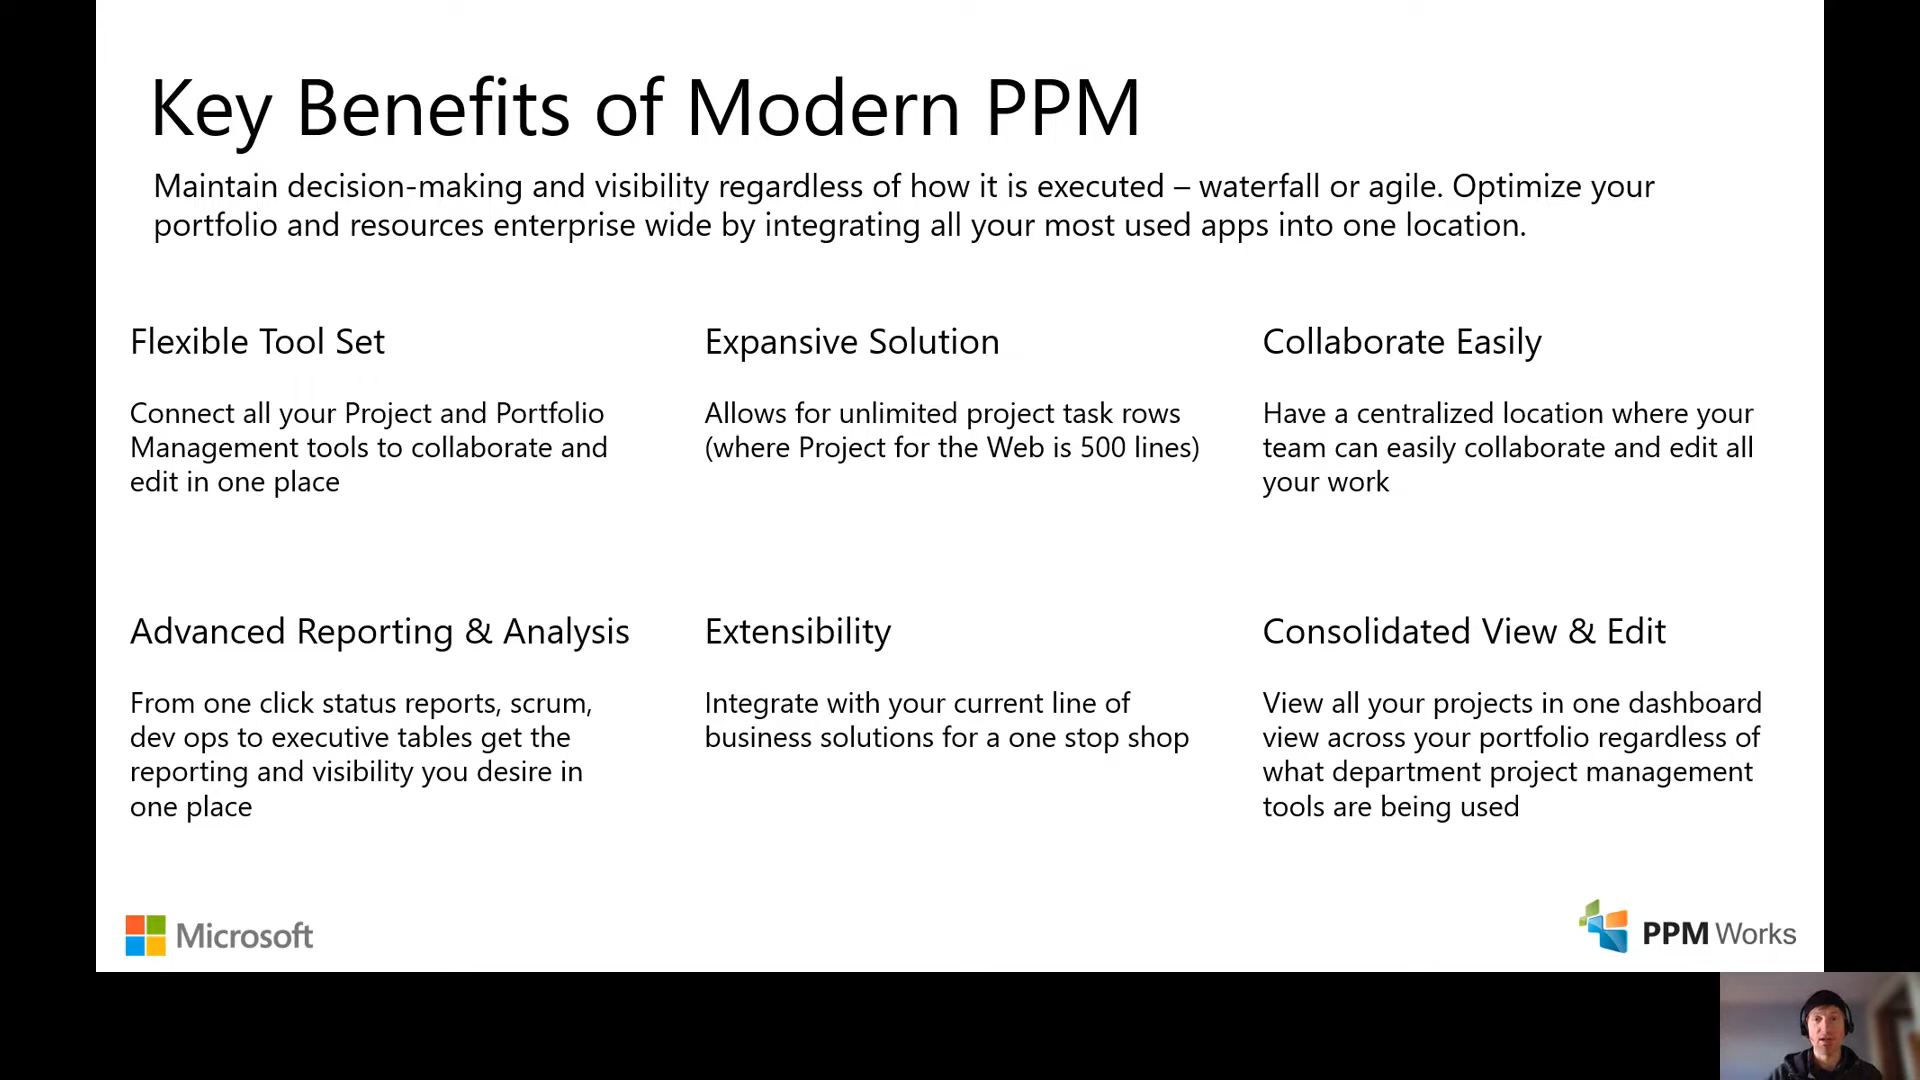 Key Benefits of Modern PPM
Maintain decision-making and visibility regardless of how it is executed – waterfall or agile. Optimize your
portfolio and resources enterprise wide by integrating all your most used apps into one location.
Flexible Tool Set
Connect all your Project and Portfolio
Management tools to collaborate and
edit in one place
Expansive Solution
Allows for unlimited project task rows
(where Project for the Web is 500 lines)
Collaborate Easily
Have a centralized location where your
team can easily collaborate and edit all
your work
Advanced Reporting & Analysis
From one click status reports, scrum,
dev ops to executive tables get the
reporting and visibility you desire in
one place
Extensibility
Integrate with your current line of
business solutions for a one stop shop
Consolidated View & Edit
View all your projects in one dashboard
view across your portfolio regardless of
what department project management
tools are being used
Microsoft
PPM Works